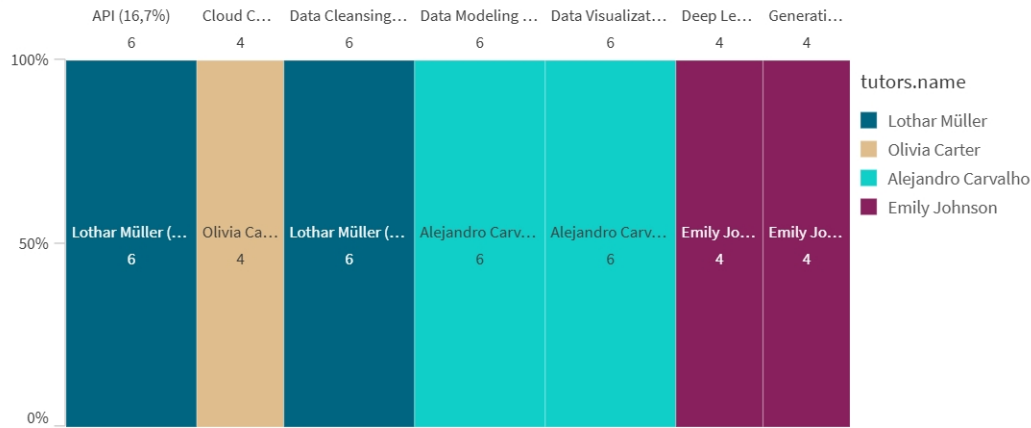 API (16,7%) Cloud C... Data Cleansing... Data Modeling ... Data Visualizat... Deep Le... Generati...
6 4 6 6 6 4 4
100%
tutors.name
Lothar Müller
Olivia Carter
Alejandro Carvalho
Emily Johnson
Lothar Müller (... Olivia Ca... Lothar Müller (... Alejandro Carv... Alejandro Carv... Emily Jo... Emily Jo...
50%
6 4 6 6 6 4 4
0%